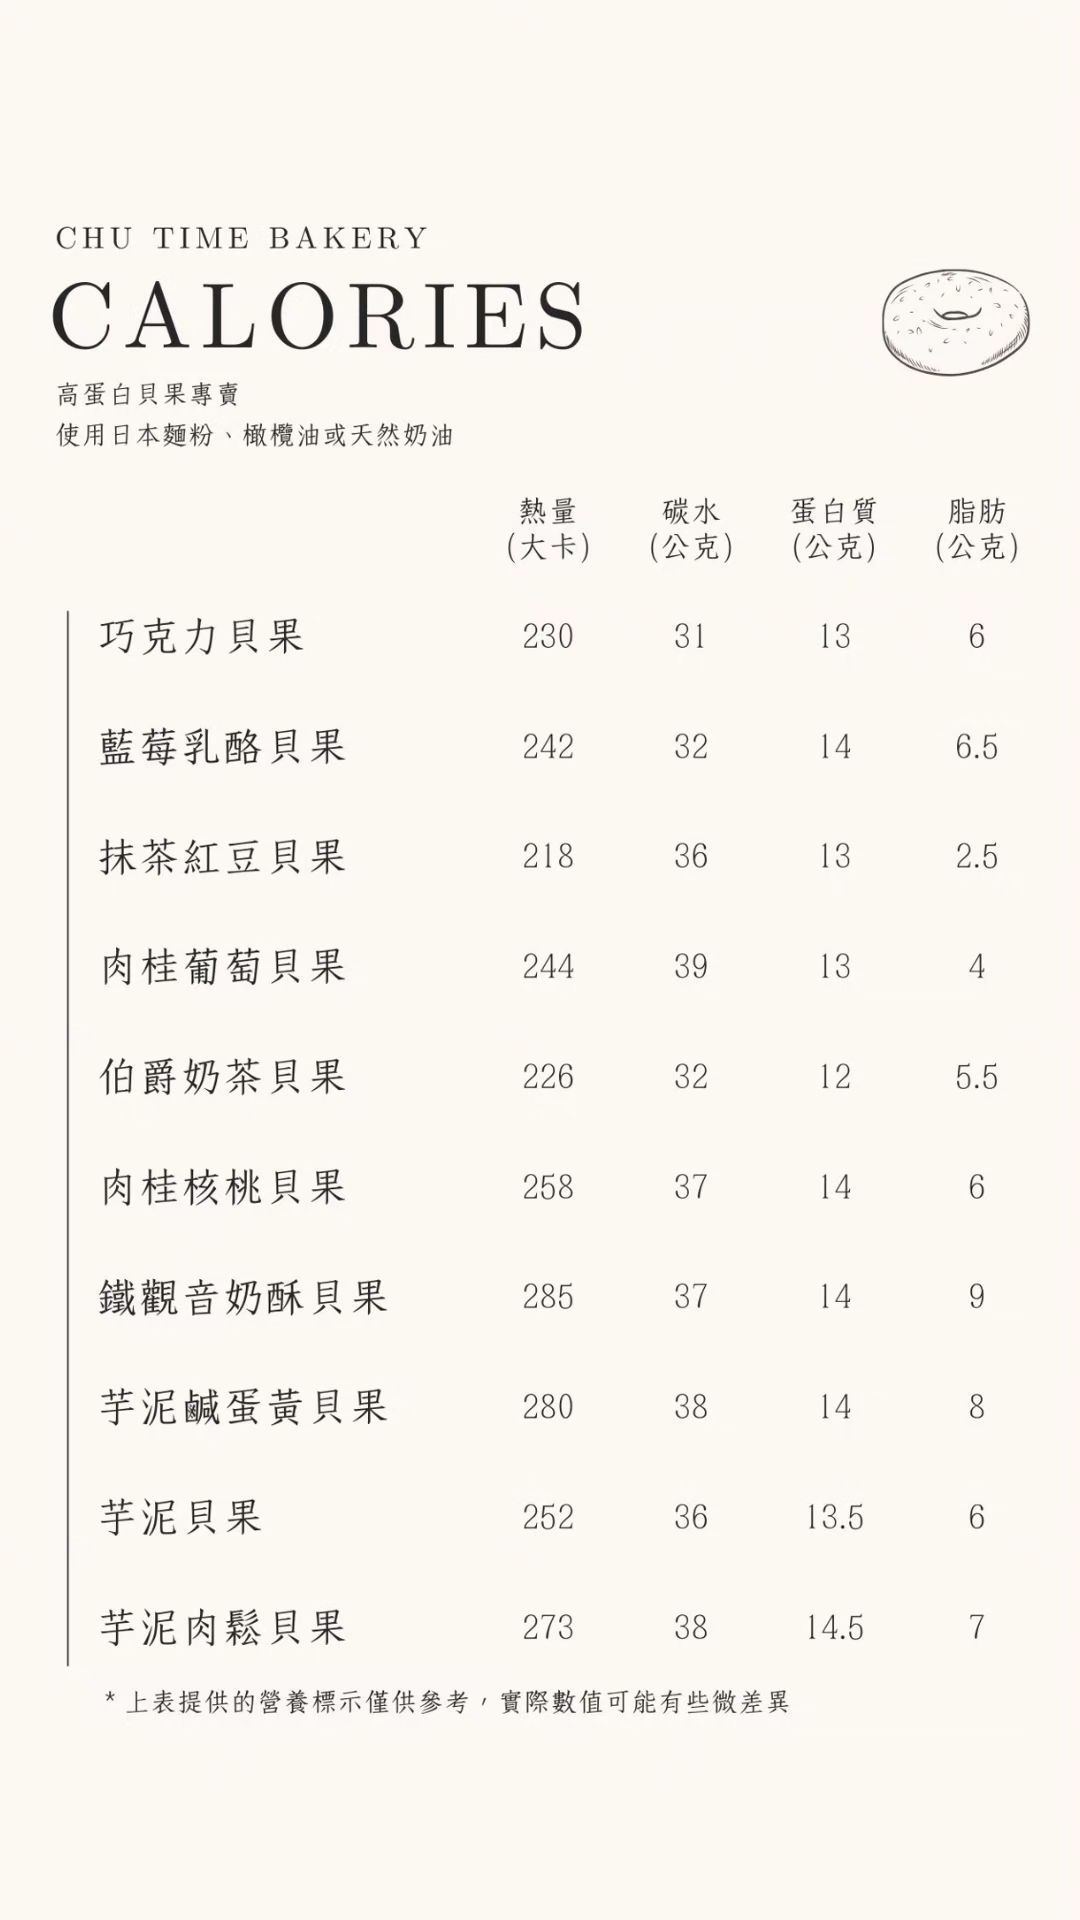 CHU TIME BAKERY
CALORIES
高蛋白貝果專賣
使用日本麵粉、橄欖油或天然奶油
熱量 碳水 蛋白質 脂肪
(大卡) (公克) (公克) (公克)
巧克力貝果 230 31 13 6
藍莓乳酪貝果 242 32 14 6.5
抹茶紅豆貝果 218 36 13 2.5
肉桂葡萄貝果 244 39 13 4
伯爵奶茶貝果 226 32 12 5.5
肉桂核桃貝果 258 37 14 6
鐵觀音奶酥貝果 285 37 14 9
芋泥鹹蛋黃貝果 280 38 14 8
芋泥貝果 252 36 13.5 6
芋泥肉鬆貝果 273 38 14.5 7
* 上表提供的營養標示僅供參考，實際數值可能有些微差異